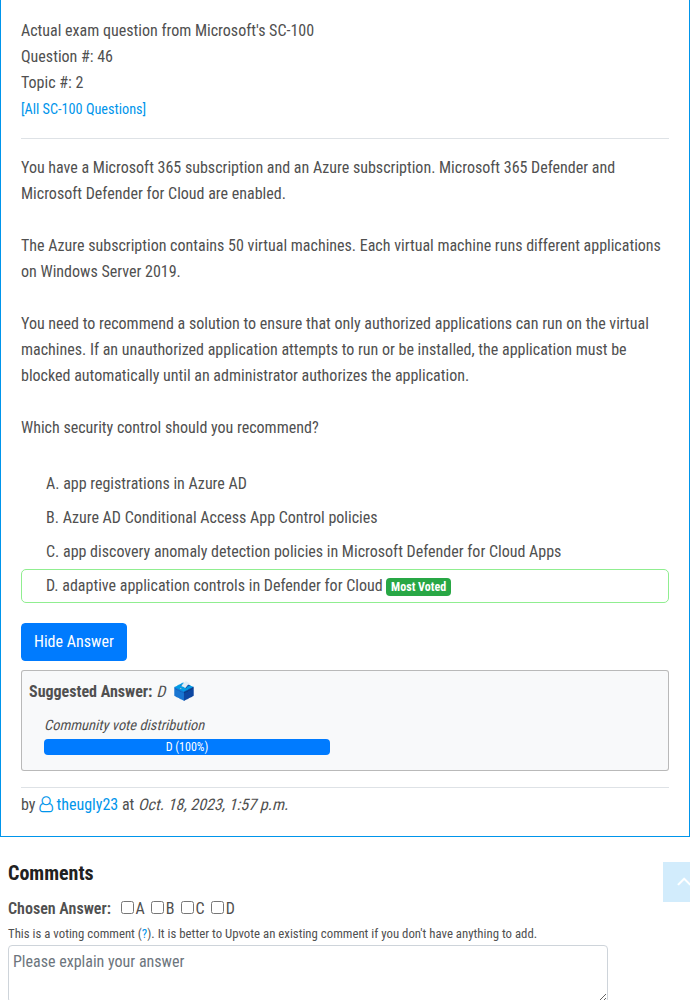 Actual exam question from Microsoft's SC-100
Question #: 46
Topic #: 2
[All SC-100 Questions]
You have a Microsoft 365 subscription and an Azure subscription. Microsoft 365 Defender and
Microsoft Defender for Cloud are enabled.
The Azure subscription contains 50 virtual machines. Each virtual machine runs different applications
on Windows Server 2019.
You need to recommend a solution to ensure that only authorized applications can run on the virtual
machines. If an unauthorized application attempts to run or be installed, the application must be
blocked automatically until an administrator authorizes the application.
Which security control should you recommend?
A. app registrations in Azure AD
B. Azure AD Conditional Access App Control policies
C. app discovery anomaly detection policies in Microsoft Defender for Cloud Apps
D. adaptive application controls in Defender for Cloud Most Voted
Hide Answer
Suggested Answer: D
Community vote distribution
D (100%)
by theugly23 at Oct. 18, 2023, 1:57 p.m.
Comments
Chosen Answer: A B C D
This is a voting comment (?). It is better to Upvote an existing comment if you don't have anything to add.
Please explain your answer